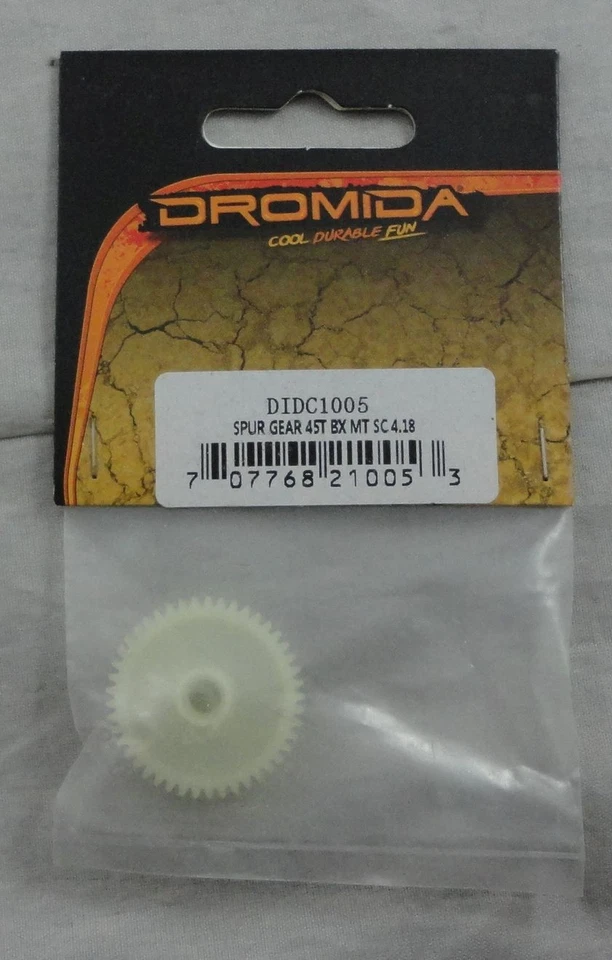 DROMIDA
COOL DURABLE FUN
DIDC1005
SPUR GEAR 45T BX MT SC 4.18
7 07768 21005 3